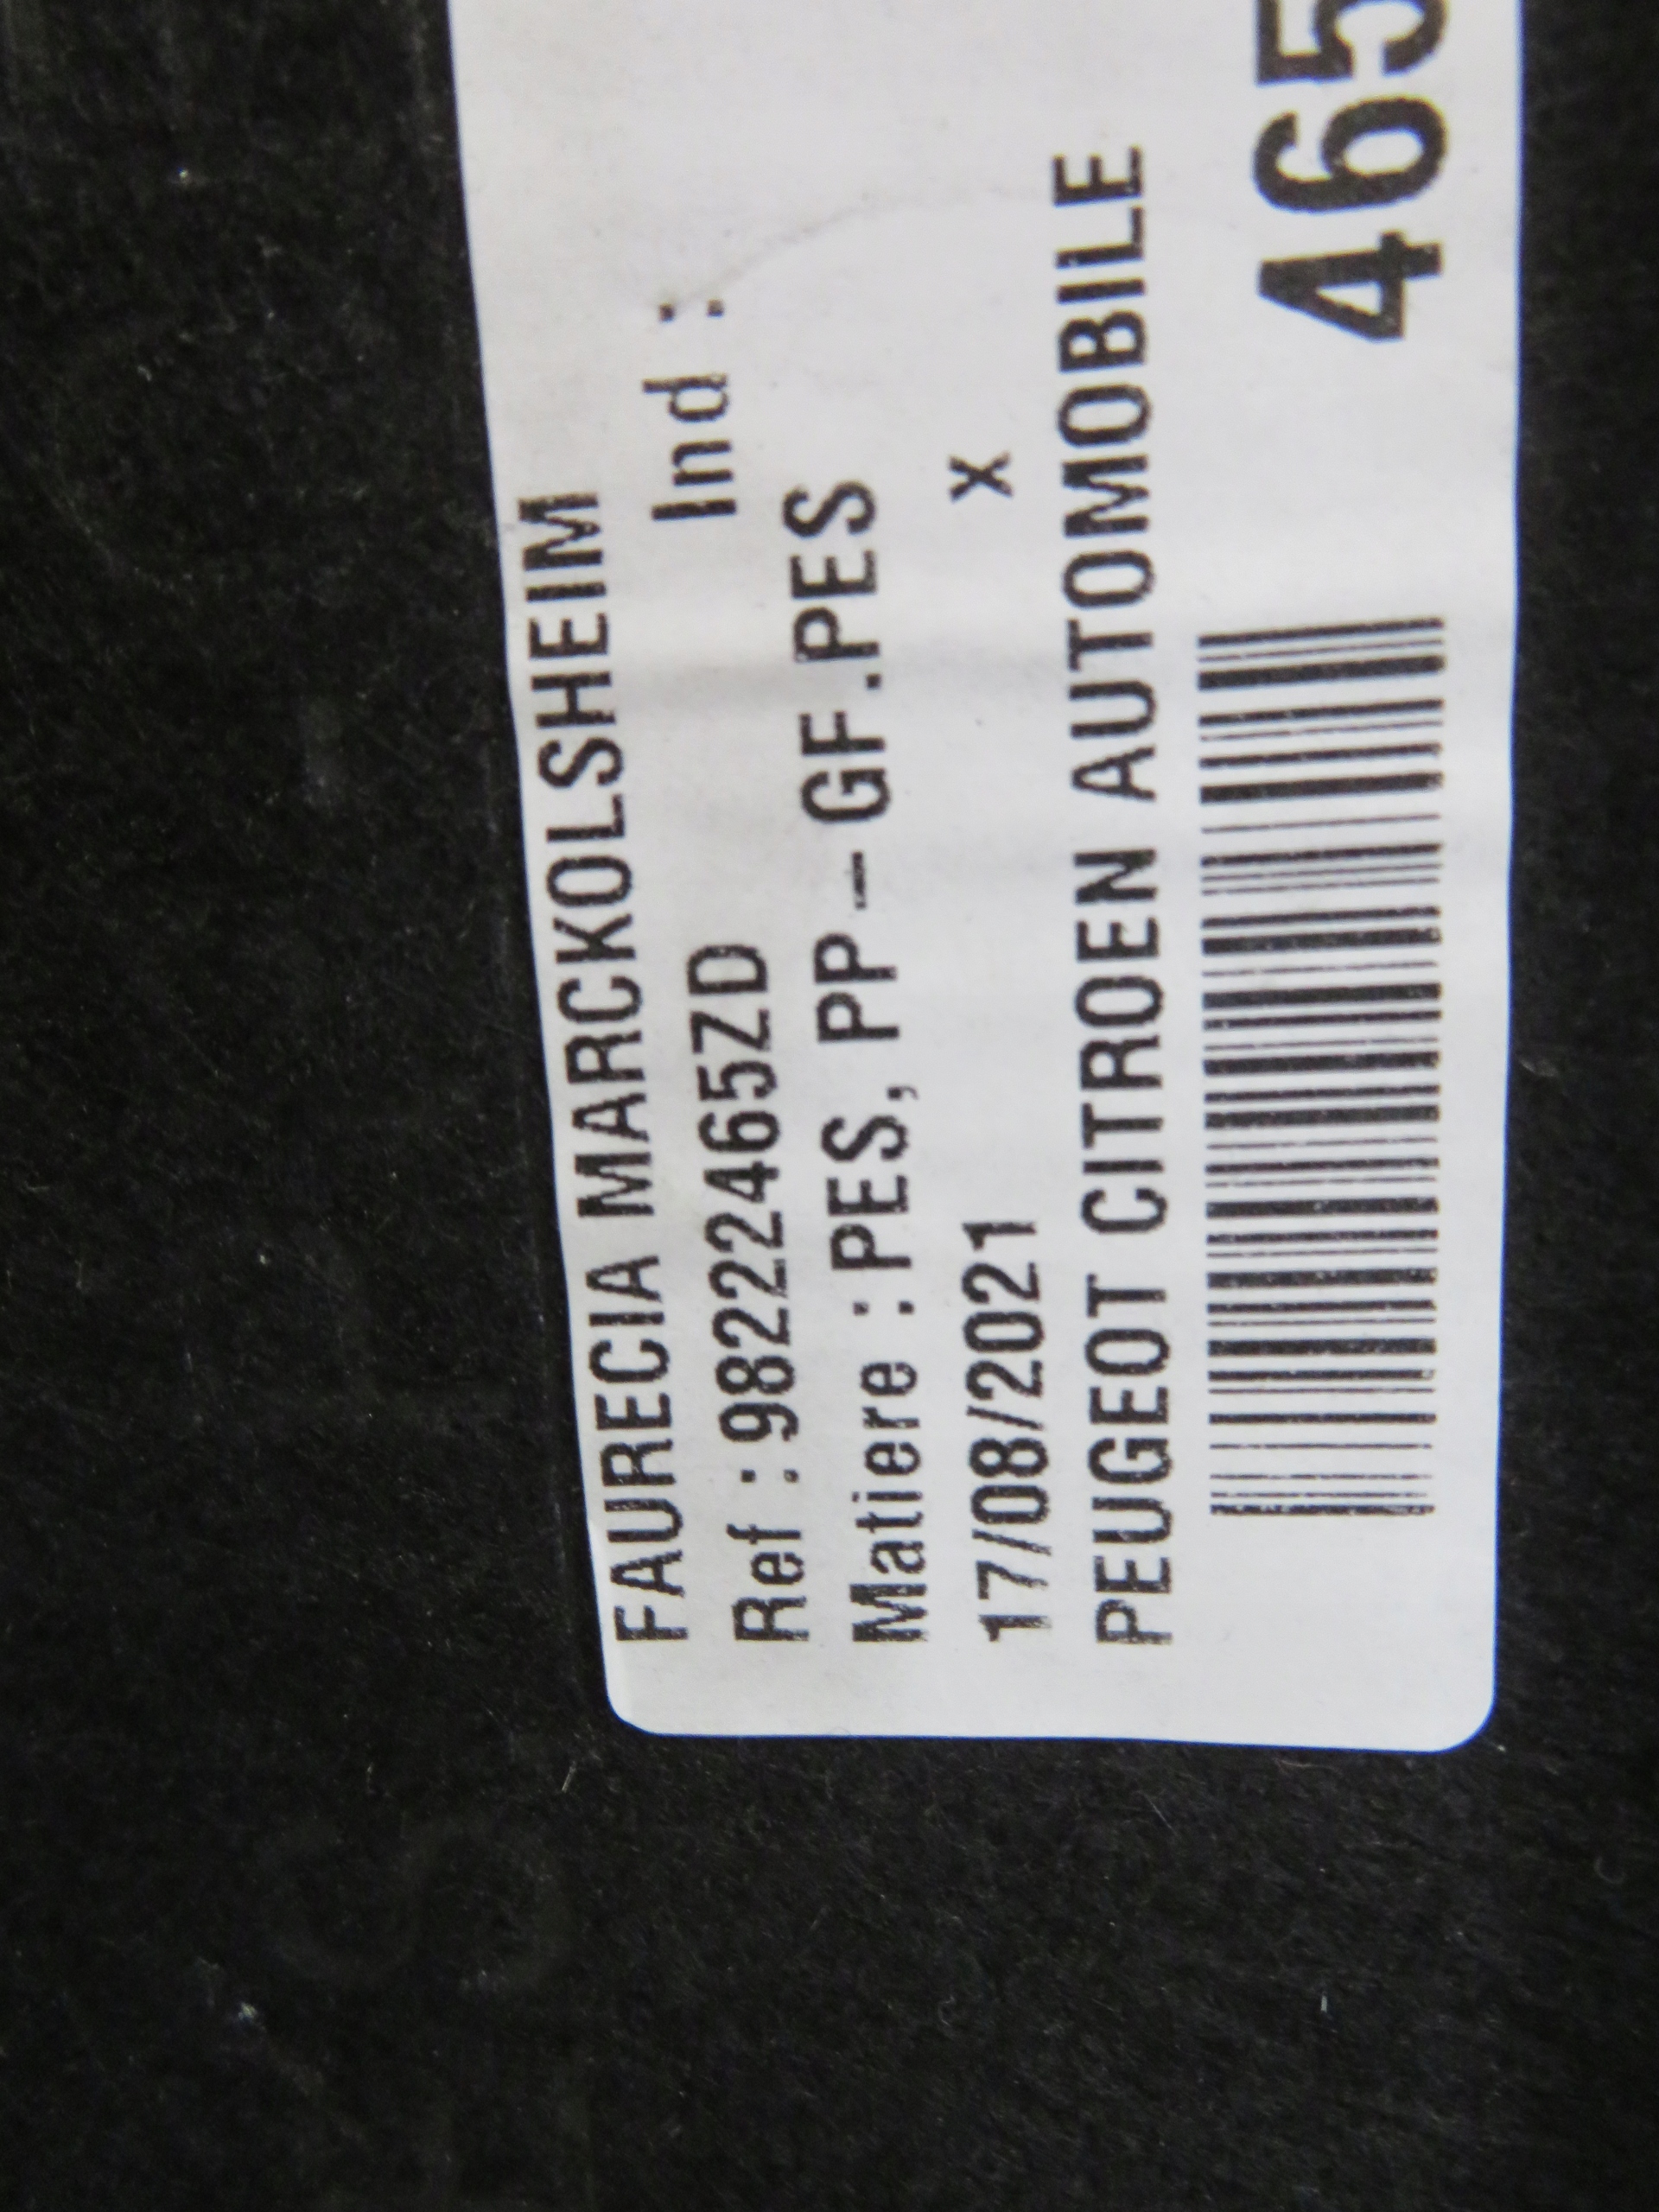 FAURECIA MARCKOLSHEIM
Ref : 98222465ZD Ind :
Matiere : PES, PP-GF.PES
17/08/2021 x
PEUGEOT CITROEN AUTOMOBILE
465